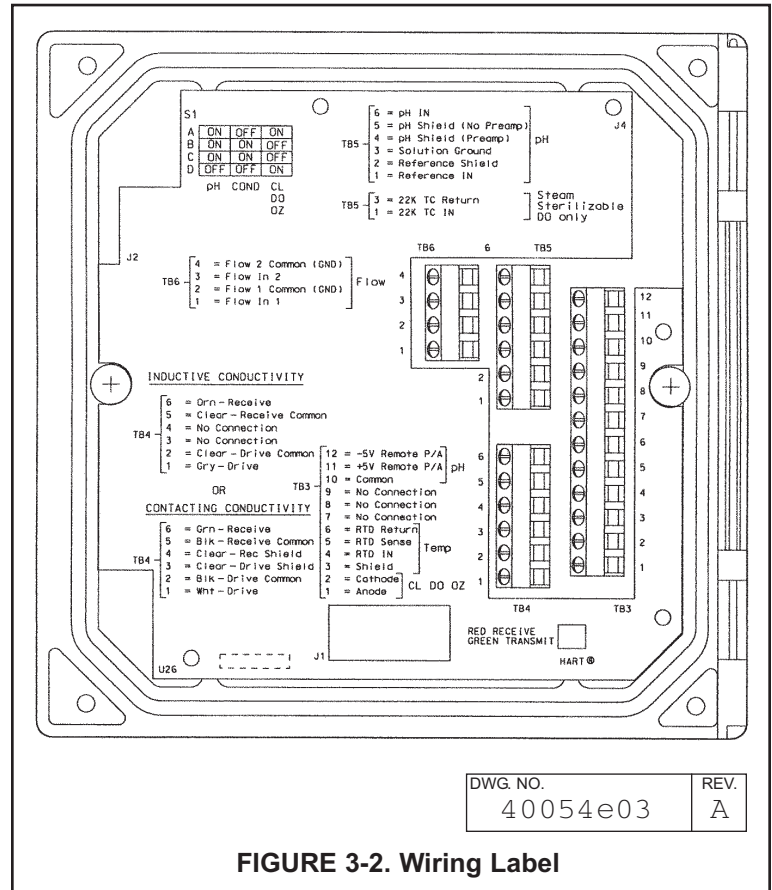 S1
A ON OFF ON
B ON ON OFF
C ON ON OFF
D OFF OFF ON
pH COND CL
DO
OZ
TB5
6 = pH IN
5 = pH Shield (No Preamp)
4 = pH Shield (Preamp)
3 = Solution Ground
2 = Reference Shield
1 = Reference IN
pH
J4
TB5
3 = 22K TC Return
1 = 22K TC IN
Steam
Sterilizable
DO only
J2
TB6
4 = Flow 2 Common (GND)
3 = Flow In 2
2 = Flow 1 Common (GND)
1 = Flow In 1
Flow
TB6 6 TB5
4
3
2
1
2
1
12
11
10
9
8
7
6
5
4
3
2
1
INDUCTIVE CONDUCTIVITY
TB4
6 = Orn-Receive
5 = Clear-Receive Common
4 = No Connection
3 = No Connection
2 = Clear-Drive Common
1 = Gry-Drive
OR
CONTACTING CONDUCTIVITY
TB4
6 = Grn-Receive
5 = Blk-Receive Common
4 = Clear-Rec Shield
3 = Clear-Drive Shield
2 = Blk-Drive Common
1 = Wht-Drive
TB3
12 = -5V Remote P/A
11 = +5V Remote P/A
10 = Common
pH
9 = No Connection
8 = No Connection
7 = No Connection
6 = RTD Return
5 = RTD Sense
4 = RTD IN
3 = Shield
Temp
2 = Cathode
1 = Anode
CL DO OZ
6
5
4
3
2
1
TB4 TB3
RED RECEIVE
GREEN TRANSMIT
HART ®
J1
U26
DWG. NO. REV.
40054e03 A
FIGURE 3-2. Wiring Label